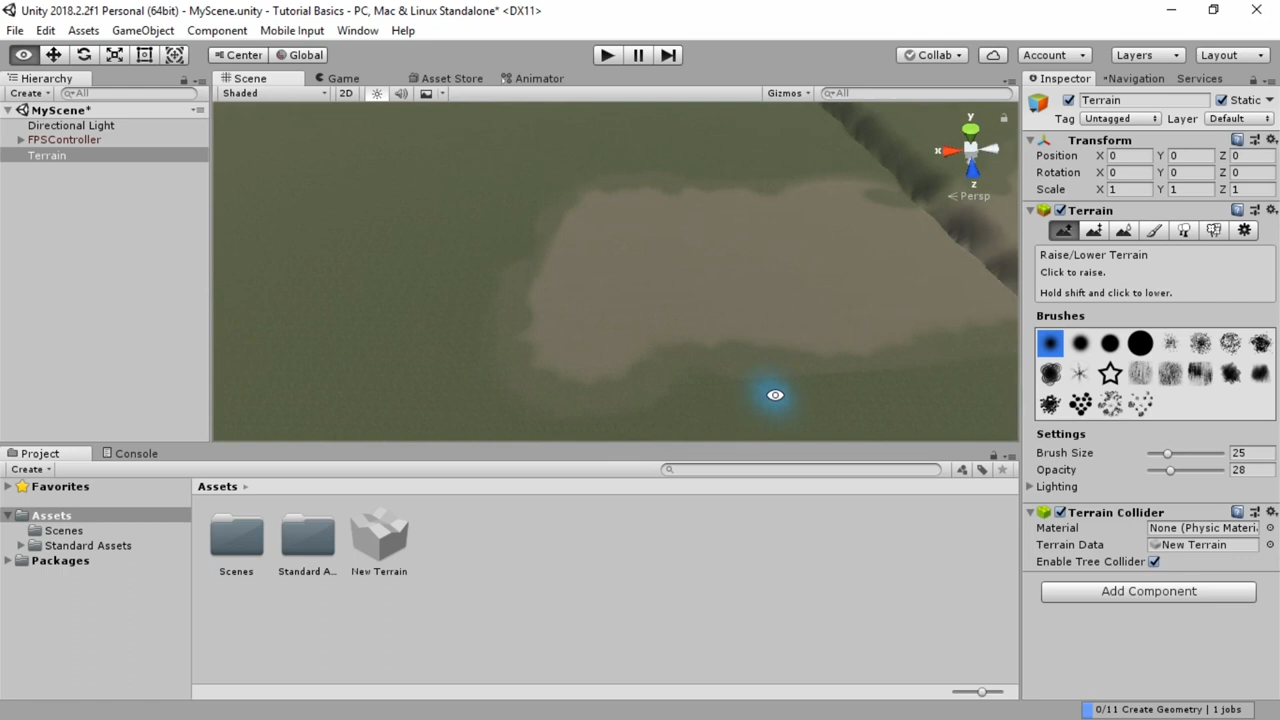 Unity 2018.2.2f1 Personal (64bit) - MyScene.unity - Tutorial Basics - PC, Mac & Linux Standalone* <DX11>
File Edit Assets GameObject Component Mobile Input Window Help
Center Global Collab Account Layers Layout
Hierarchy Scene Game Asset Store Animator Inspector Navigation Services
Create All Shaded 2D Gizmos All Terrain Static
MyScene* Tag Untagged Layer Default
Directional Light y
FPSController Transform
Terrain x Position X 0 Y 0 Z 0
Rotation X 0 Y 0 Z 0
z
Persp Scale X 1 Y 1 Z 1
Terrain
Raise/Lower Terrain
Click to raise.
Hold shift and click to lower.
Brushes
Settings
Brush Size 25
Opacity 28
Lighting
Terrain Collider
Material None (Physic Materi
Terrain Data New Terrain
Enable Tree Collider
Add Component
Project Console
Create
Favorites Assets
Assets
Scenes
Standard Assets
Packages
Scenes Standard A... New Terrain
0/11 Create Geometry | 1 jobs